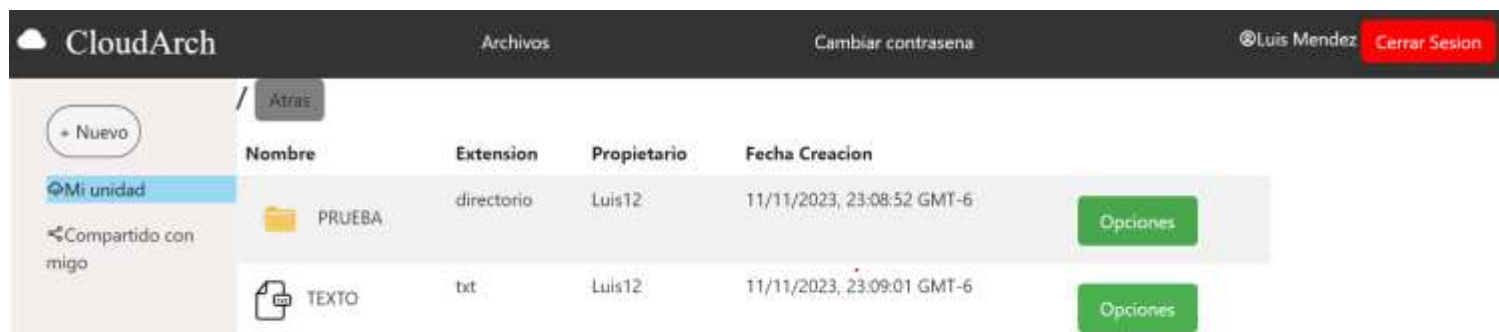 CloudArch Archivos Cambiar contrasena Luis Mendez Cerrar Sesion
/ Atras
+ Nuevo
Nombre Extension Propietario Fecha Creacion
Mi unidad
PRUEBA directorio Luis12 11/11/2023, 23:08:52 GMT-6 Opciones
Compartido con
migo
TEXTO txt Luis12 11/11/2023, 23:09:01 GMT-6 Opciones